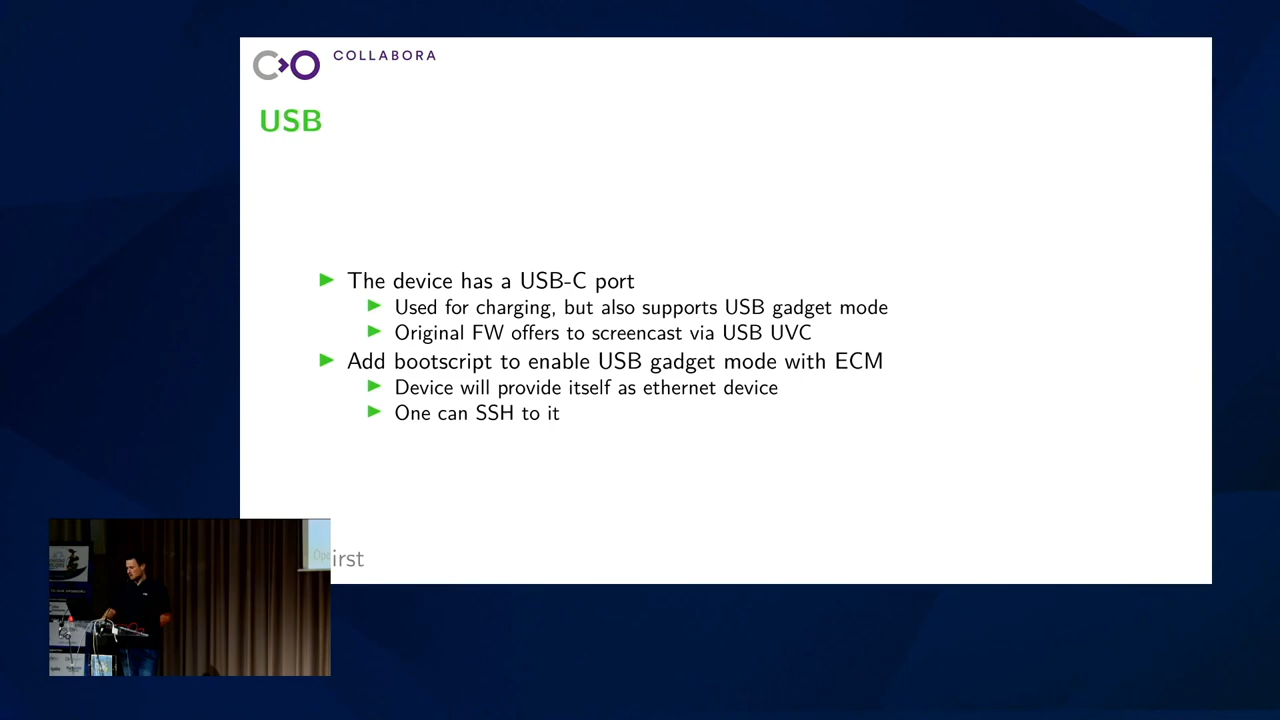 COLLABORA
USB
The device has a USB-C port
Used for charging, but also supports USB gadget mode
Original FW offers to screencast via USB UVC
Add bootscript to enable USB gadget mode with ECM
Device will provide itself as ethernet device
One can SSH to it
irst